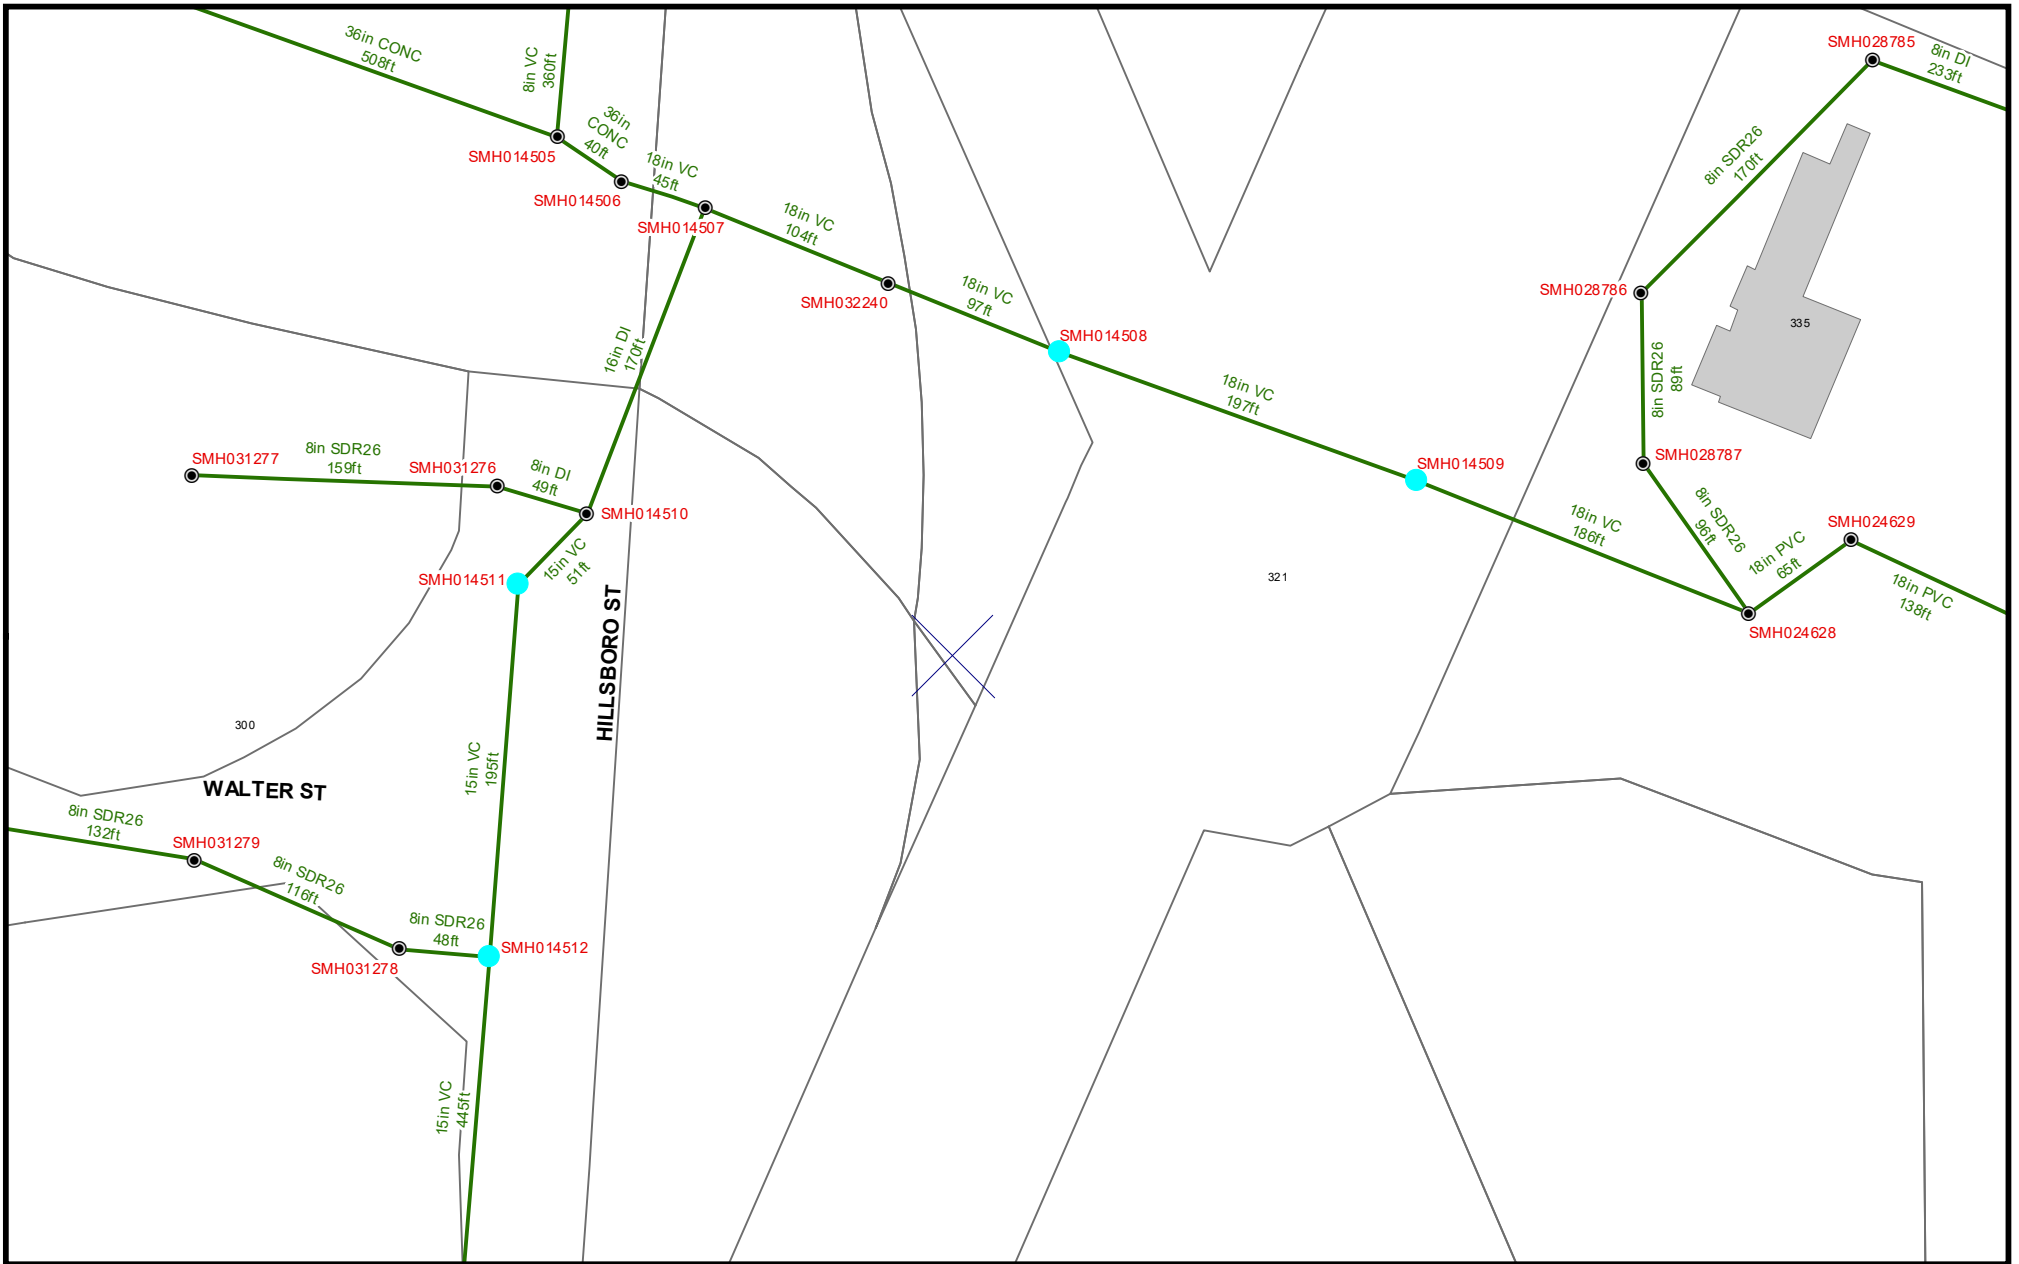 36in CONC
508ft
8in VC
360ft
SMH028785
8in DI
233ft
36in
CONC
40ft
SMH014505
18in VC
45ft
SMH014506
SMH014507
18in VC
104ft
8in SDR26
170ft
SMH028786
SMH032240
18in VC
97ft
SMH014508
335
16in DI
170ft
18in VC
197ft
8in SDR26
89ft
SMH031277
8in SDR26
159ft
SMH031276
8in DI
49ft
SMH014509
SMH028787
SMH014510
18in VC
186ft
8in SDR26
96ft
SMH024629
18in PVC
65ft
15in VC
51ft
SMH014511
321
18in PVC
138ft
SMH024628
HILLSBORO ST
300
15in VC
195ft
WALTER ST
8in SDR26
132ft
SMH031279
8in SDR26
116ft
8in SDR26
48ft
SMH014512
SMH031278
15in VC
445ft